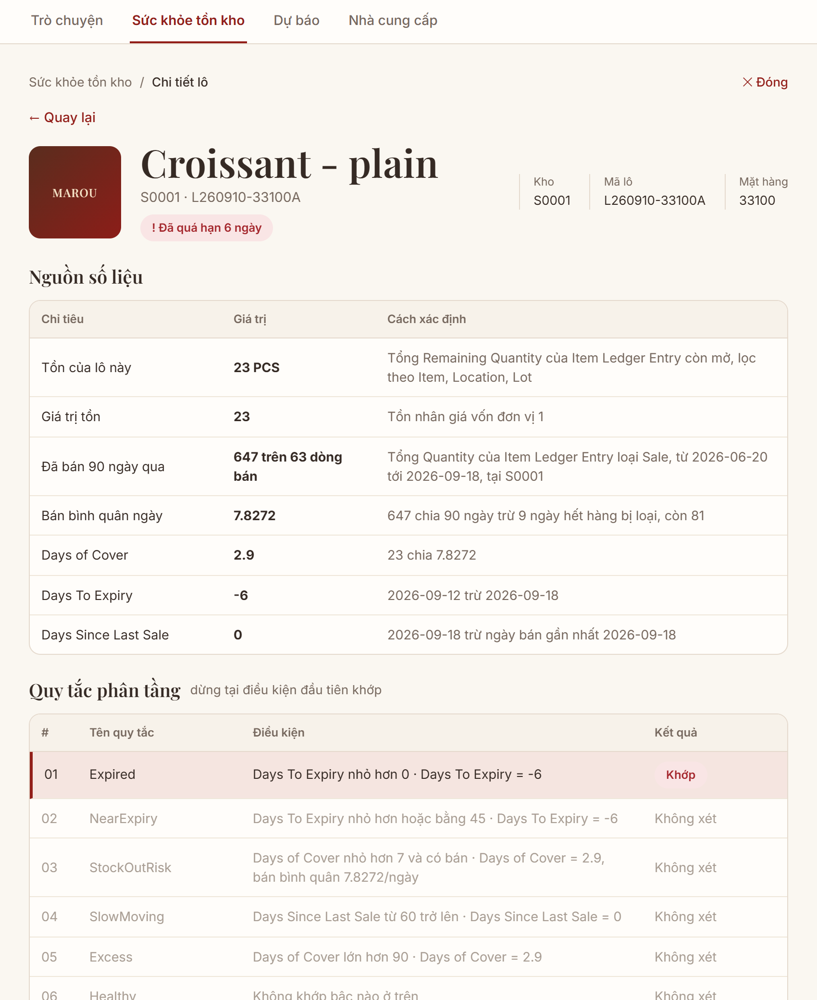 Trò chuyện Sức khỏe tồn kho Dự báo Nhà cung cấp
Sức khỏe tồn kho / Chi tiết lô
× Đóng
← Quay lại
MAROU
Croissant - plain
S0001 · L260910-33100A
! Đã quá hạn 6 ngày
Kho
S0001
Mã lô
L260910-33100A
Mặt hàng
33100
Nguồn số liệu
Chỉ tiêu Giá trị Cách xác định
Tồn của lô này 23 PCS Tổng Remaining Quantity của Item Ledger Entry còn mở, lọc
theo Item, Location, Lot
Giá trị tồn 23 Tồn nhân giá vốn đơn vị 1
Đã bán 90 ngày qua 647 trên 63 dòng
bán
Tổng Quantity của Item Ledger Entry loại Sale, từ 2026-06-20
tới 2026-09-18, tại S0001
Bán bình quân ngày 7.8272 647 chia 90 ngày trừ 9 ngày hết hàng bị loại, còn 81
Days of Cover 2.9 23 chia 7.8272
Days To Expiry -6 2026-09-12 trừ 2026-09-18
Days Since Last Sale 0 2026-09-18 trừ ngày bán gần nhất 2026-09-18
Quy tắc phân tầng dừng tại điều kiện đầu tiên khớp
# Tên quy tắc Điều kiện Kết quả
01 Expired Days To Expiry nhỏ hơn 0 · Days To Expiry = -6 Khớp
02 NearExpiry Days To Expiry nhỏ hơn hoặc bằng 45 · Days To Expiry = -6 Không xét
03 StockOutRisk Days of Cover nhỏ hơn 7 và có bán · Days of Cover = 2.9,
bán bình quân 7.8272/ngày Không xét
04 SlowMoving Days Since Last Sale từ 60 trở lên · Days Since Last Sale = 0 Không xét
05 Excess Days of Cover lớn hơn 90 · Days of Cover = 2.9 Không xét
06 Healthy Không khớp bậc nào ở trên Không xét